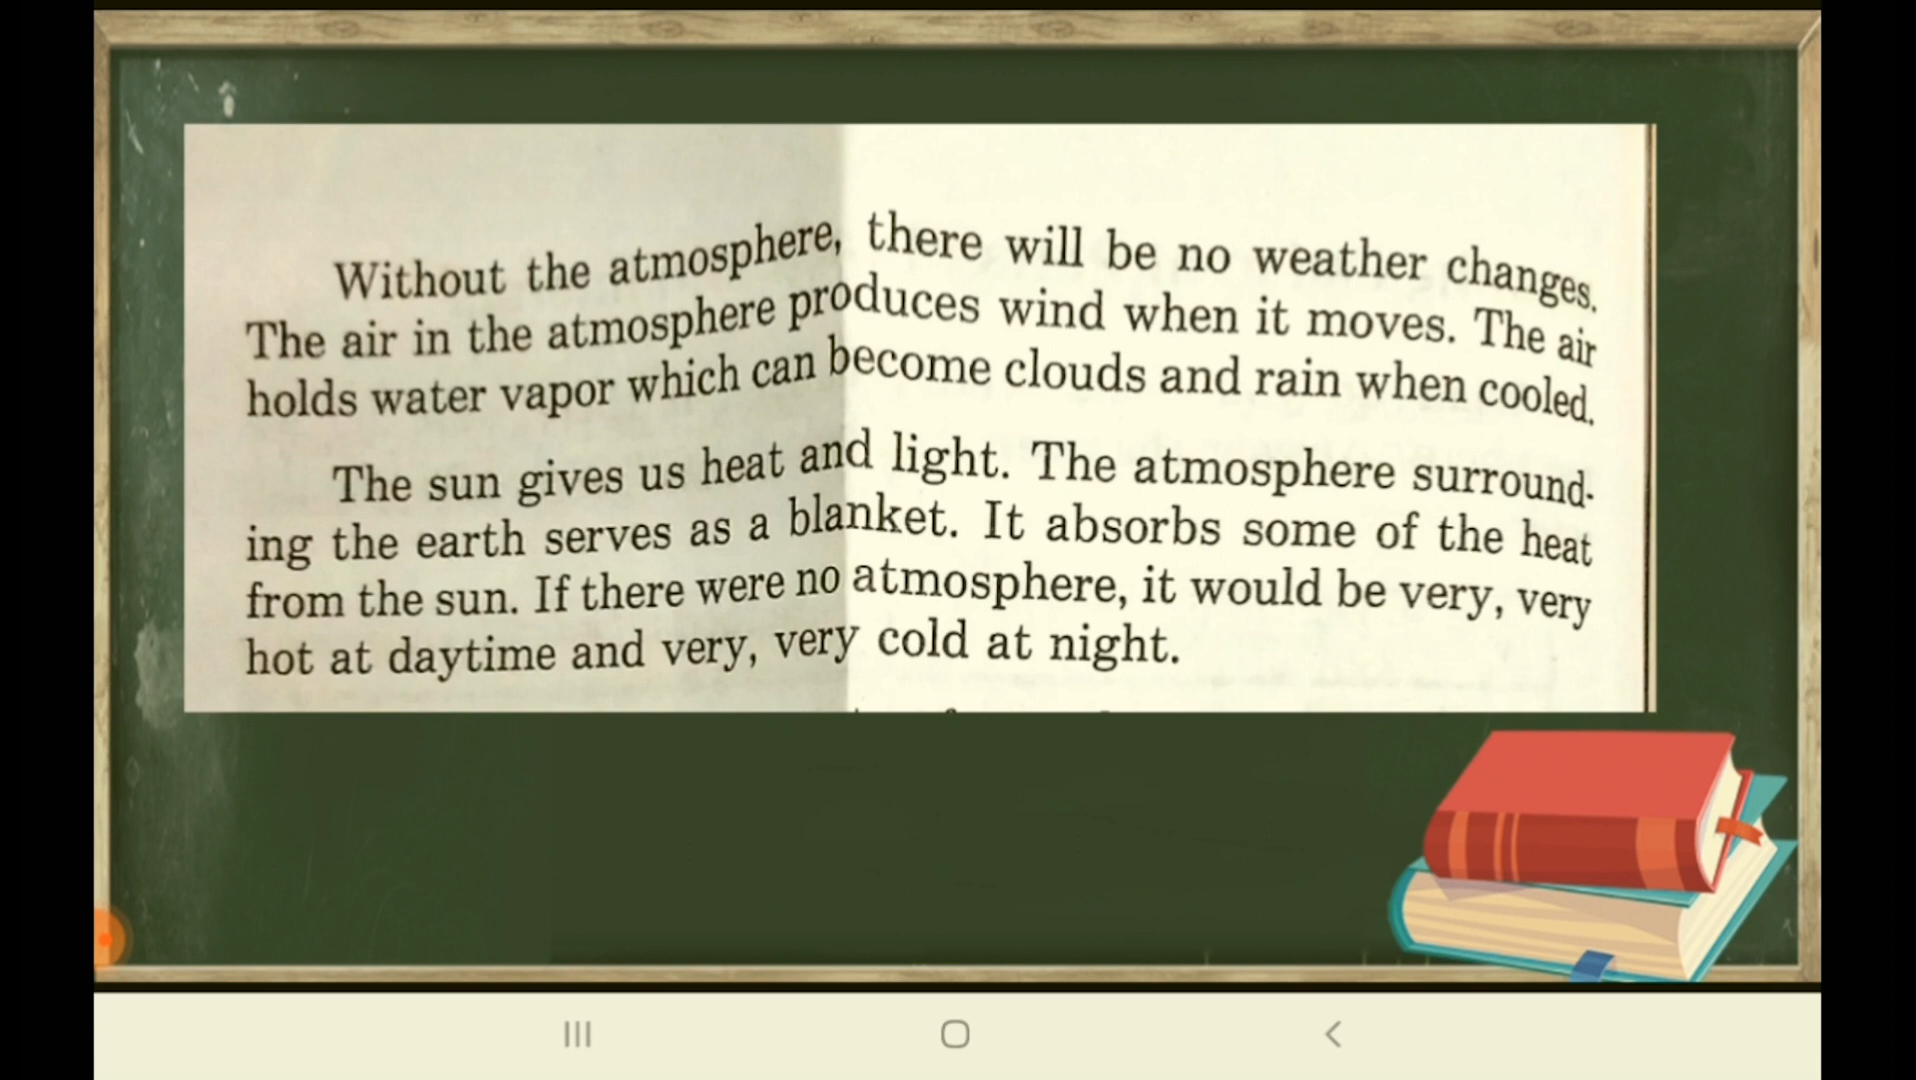 Without the atmosphere, there will be no weather changes.
The air in the atmosphere produces wind when it moves. The air
holds water vapor which can become clouds and rain when cooled.
The sun gives us heat and light. The atmosphere surround-
ing the earth serves as a blanket. It absorbs some of the heat
from the sun. If there were no atmosphere, it would be very, very
hot at daytime and very, very cold at night.